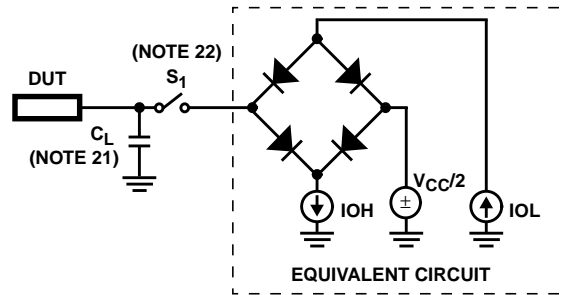 (NOTE 22)
DUT
S1
CL
(NOTE 21)
VCC/2
±
IOH
IOL
EQUIVALENT CIRCUIT